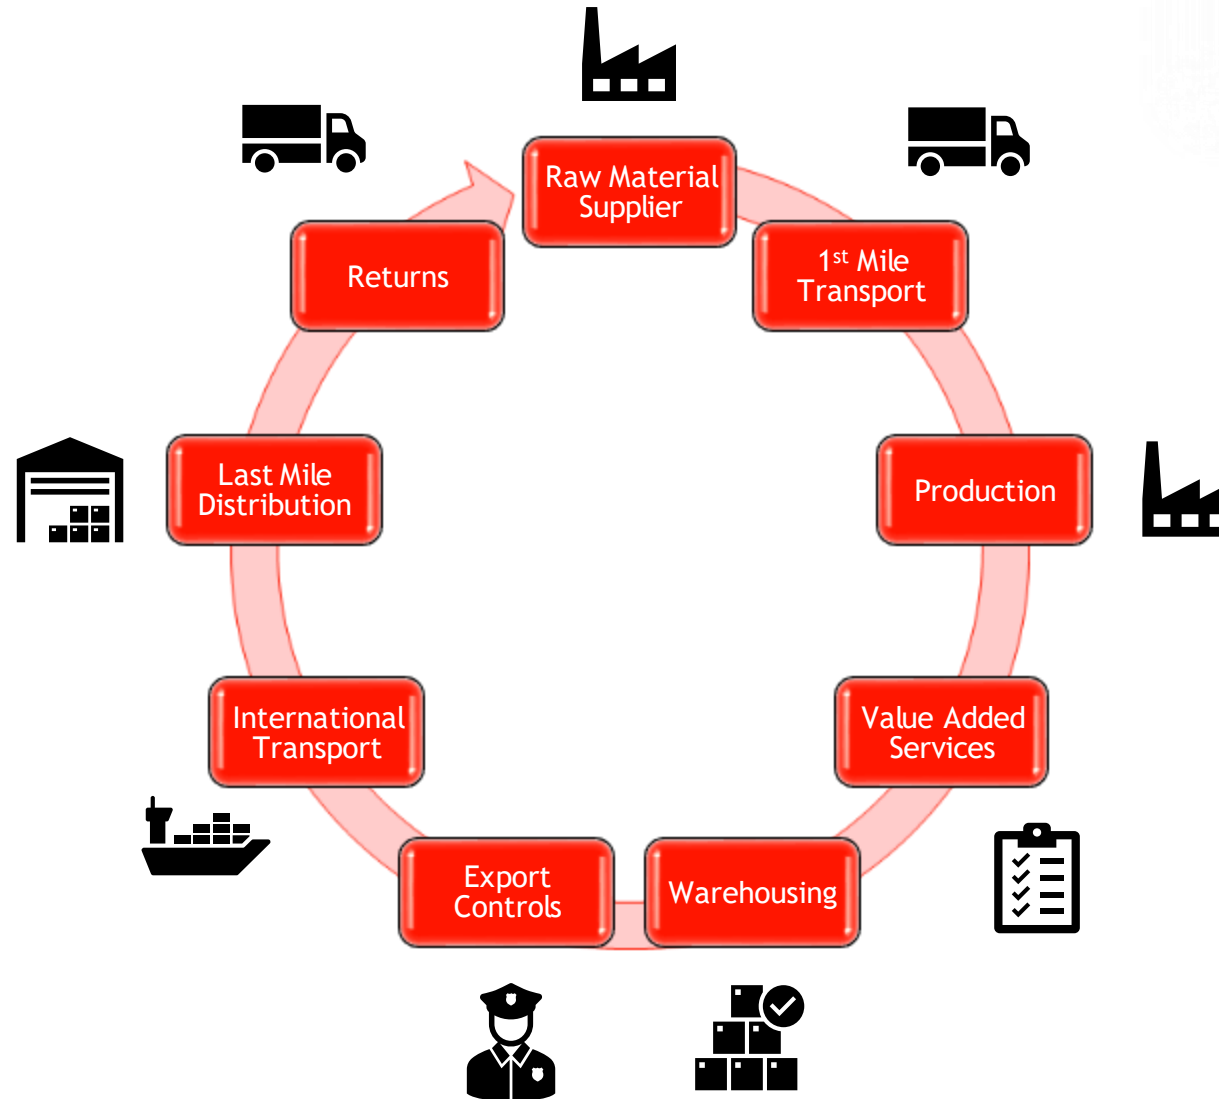 Raw Material
Supplier
1st Mile
Transport
Production
Value Added
Services
Warehousing
Export
Controls
International
Transport
Last Mile
Distribution
Returns